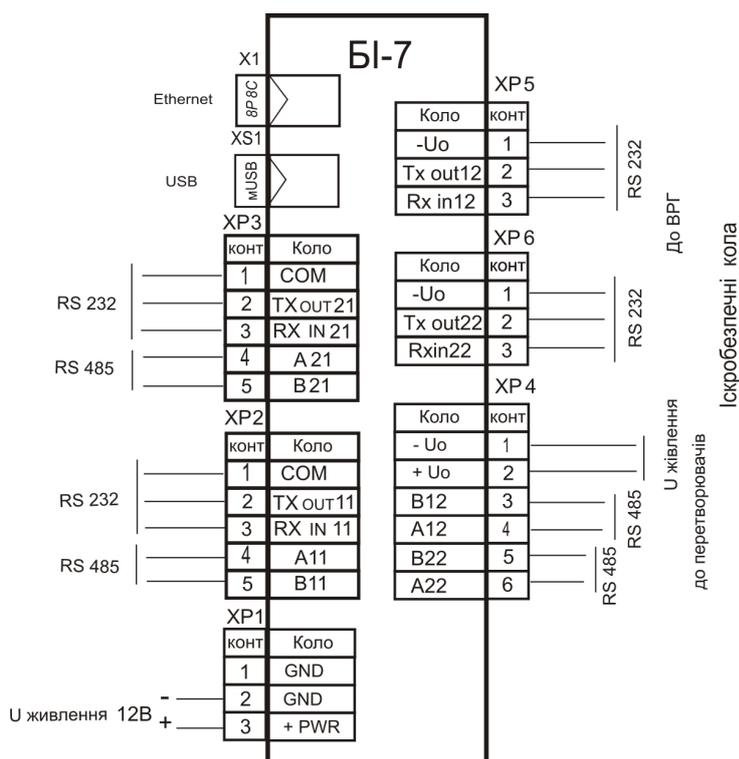 БІ-7
X1
Ethernet
8P8C
XS1
USB
мUSB
XP3
конт Коло
1 COM
2 TX OUT 21
3 RX IN 21
4 A 21
5 B 21
RS 232
RS 485
XP2
конт Коло
1 COM
2 TX OUT 11
3 RX IN 11
4 A11
5 B11
RS 232
RS 485
XP1
конт Коло
1 GND
2 GND
3 + PWR
U живлення 12В
-
+
XP5
Коло конт
-Uo 1
Tx out12 2
Rx in12 3
RS 232
До ВРГ
XP6
Коло конт
-Uo 1
Tx out22 2
Rxin22 3
RS 232
XP4
Коло конт
- Uo 1
+ Uo 2
B12 3
A12 4
B22 5
A22 6
RS 485
RS 485
U жівлення
до перетворювачів
Іскробезпечні кола